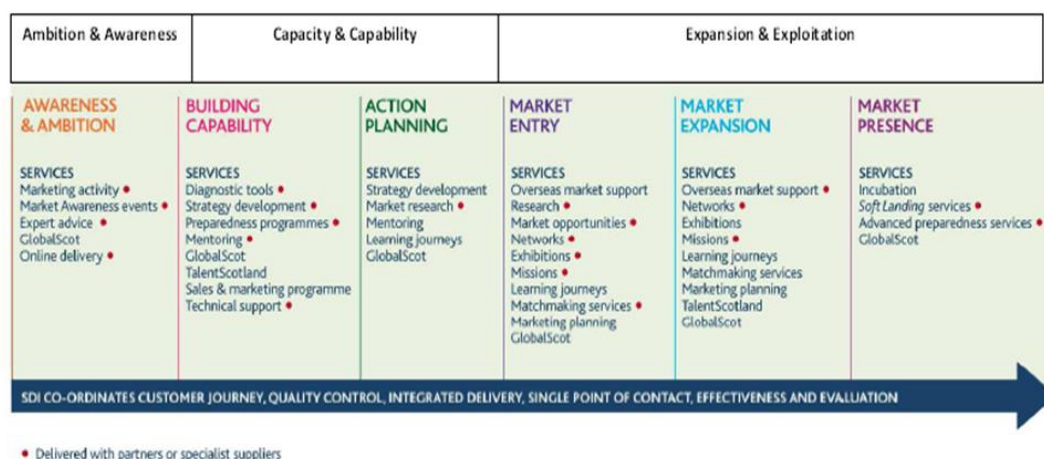 Ambition & Awareness
Capacity & Capability
Expansion & Exploitation
AWARENESS
& AMBITION
SERVICES
Marketing activity •
Market Awareness events •
Expert advice •
GlobalScot
Online delivery •
BUILDING
CAPABILITY
SERVICES
Diagnostic tools •
Strategy development •
Preparedness programmes •
Mentoring •
GlobalScot
TalentScotland
Sales & marketing programme
Technical support •
ACTION
PLANNING
SERVICES
Strategy development
Market research •
Mentoring
Learning journeys
GlobalScot
MARKET
ENTRY
SERVICES
Overseas market support
Research •
Market opportunities •
Networks •
Exhibitions •
Missions •
Learning journeys
Matchmaking services •
Marketing planning
GlobalScot
MARKET
EXPANSION
SERVICES
Overseas market support •
Networks •
Exhibitions
Missions •
Learning journeys
Matchmaking services
Marketing planning
TalentScotland
GlobalScot
MARKET
PRESENCE
SERVICES
Incubation
Soft Landing services •
Advanced preparedness services •
GlobalScot
SDI CO-ORDINATES CUSTOMER JOURNEY, QUALITY CONTROL, INTEGRATED DELIVERY, SINGLE POINT OF CONTACT, EFFECTIVENESS AND EVALUATION
• Delivered with partners or specialist suppliers